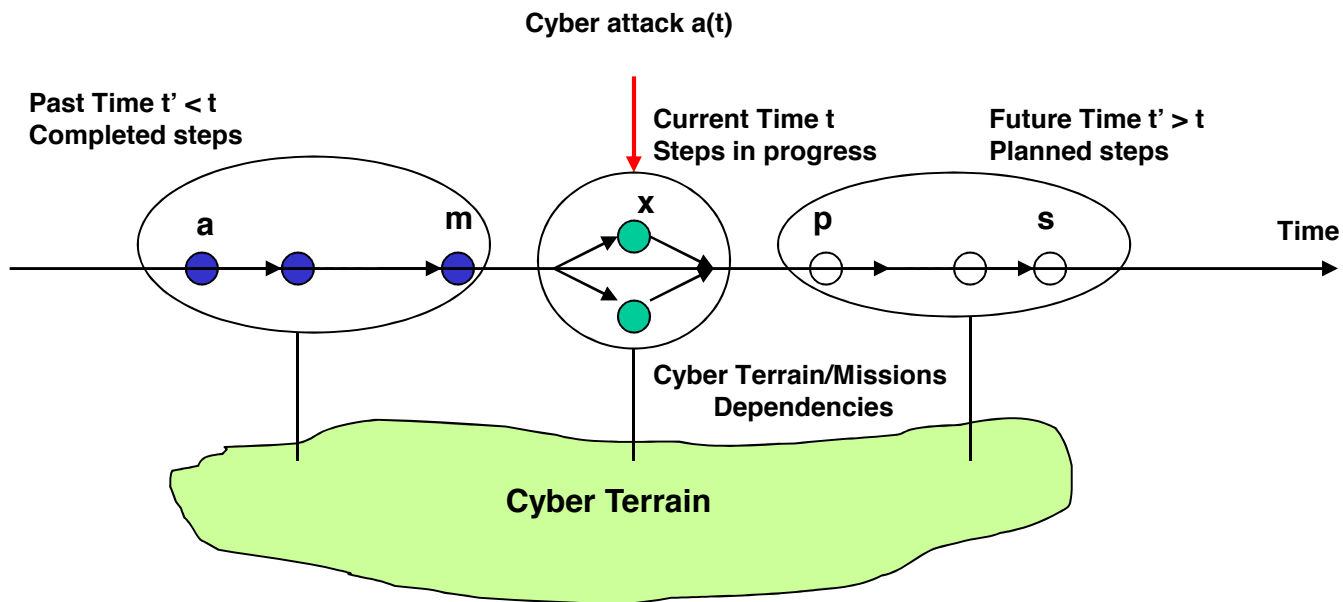 Cyber attack a(t)
Past Time t’ < t
Completed steps
Current Time t
Steps in progress
Future Time t’ > t
Planned steps
a
m
x
p
s
Time
Cyber Terrain/Missions
Dependencies
Cyber Terrain